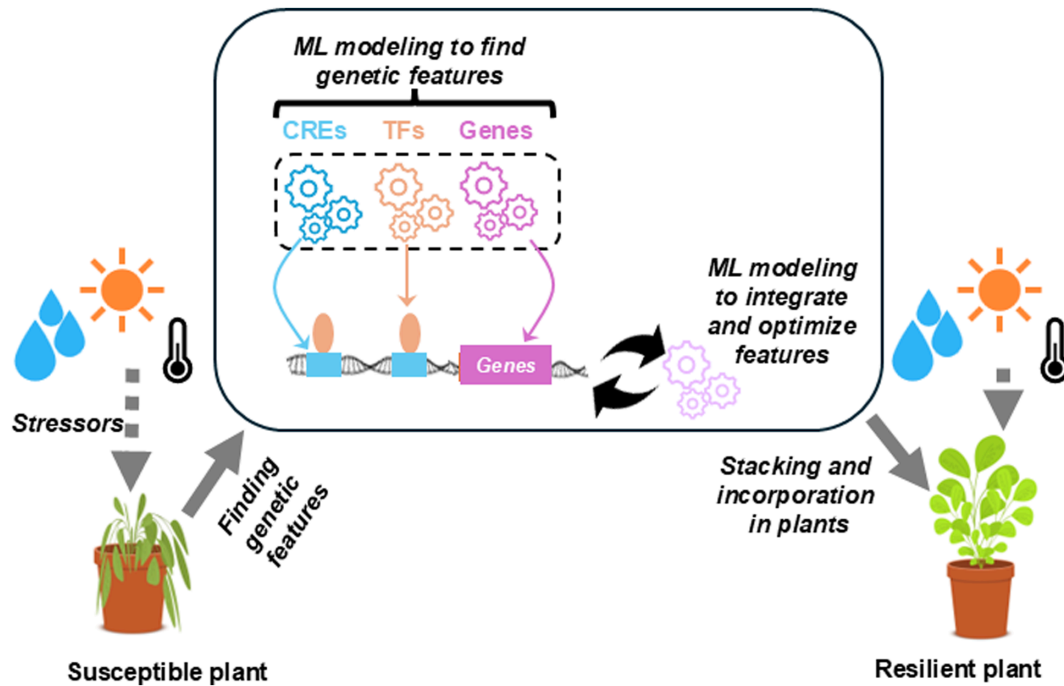 ML modeling to find
genetic features
CREs TFs Genes
ML modeling
to integrate
and optimize
features
Genes
Stressors
Finding
genetic
features
Stacking and
incorporation
in plants
Susceptible plant
Resilient plant